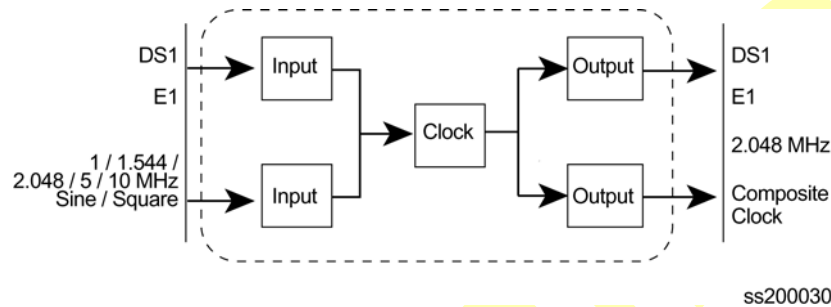 DS1
E1
1 / 1.544 /
2.048 / 5 / 10 MHz
Sine / Square
Input
Input
Clock
Output
Output
DS1
E1
2.048 MHz
Composite
Clock
ss200030